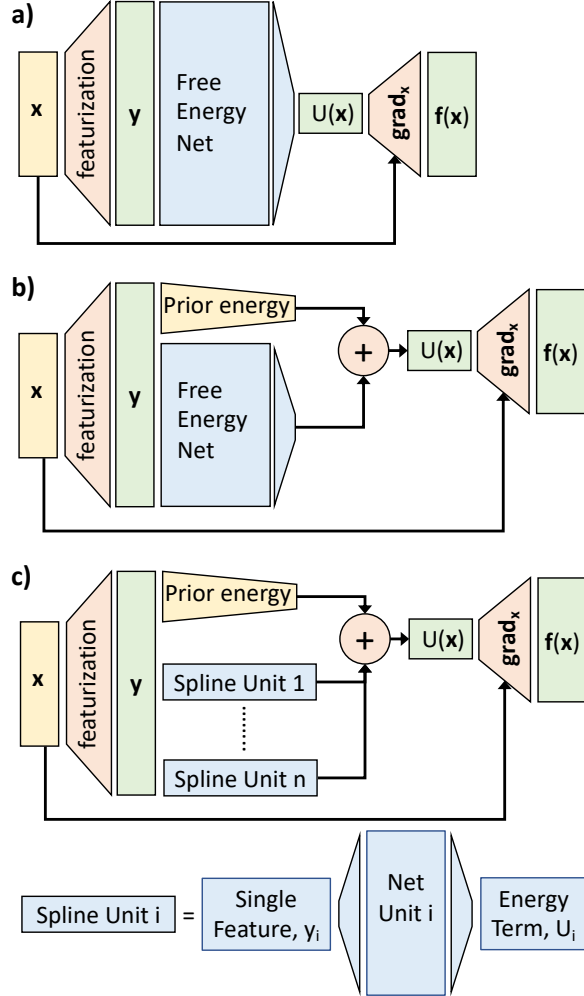 a)
x
featurization
y
Free
Energy
Net
U(x)
grad_x
f(x)
b)
x
featurization
y
Prior energy
Free
Energy
Net
+
U(x)
grad_x
f(x)
c)
x
featurization
y
Prior energy
Spline Unit 1
Spline Unit n
+
U(x)
grad_x
f(x)
Spline Unit i
=
Single
Feature, y_i
Net
Unit i
Energy
Term, U_i